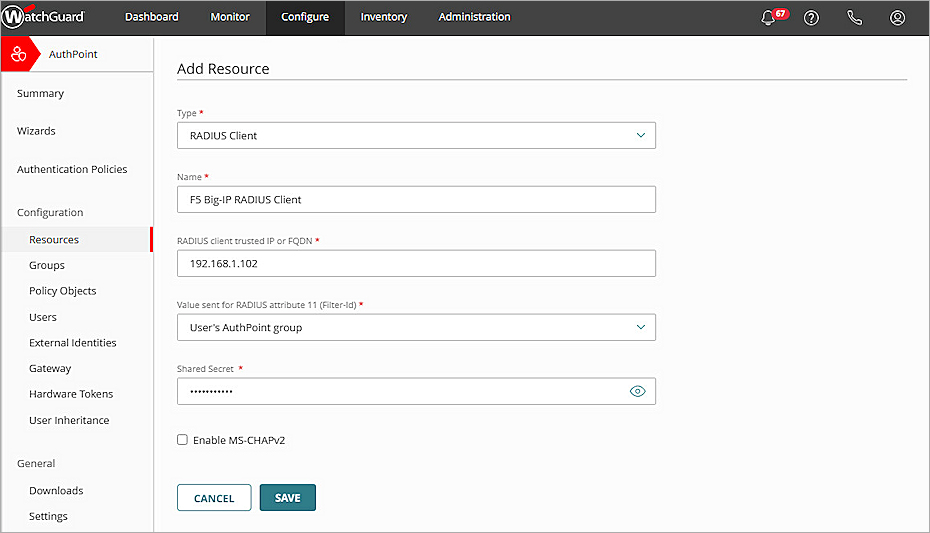 WatchGuard Dashboard Monitor Configure Inventory Administration 67
AuthPoint
Summary
Wizards
Authentication Policies
Configuration
Resources
Groups
Policy Objects
Users
External Identities
Gateway
Hardware Tokens
User Inheritance
General
Downloads
Settings
Add Resource
Type *
RADIUS Client
Name *
F5 Big-IP RADIUS Client
RADIUS client trusted IP or FQDN *
192.168.1.102
Value sent for RADIUS attribute 11 (Filter-Id) *
User's AuthPoint group
Shared Secret *
•••••••••••
Enable MS-CHAPv2
CANCEL SAVE